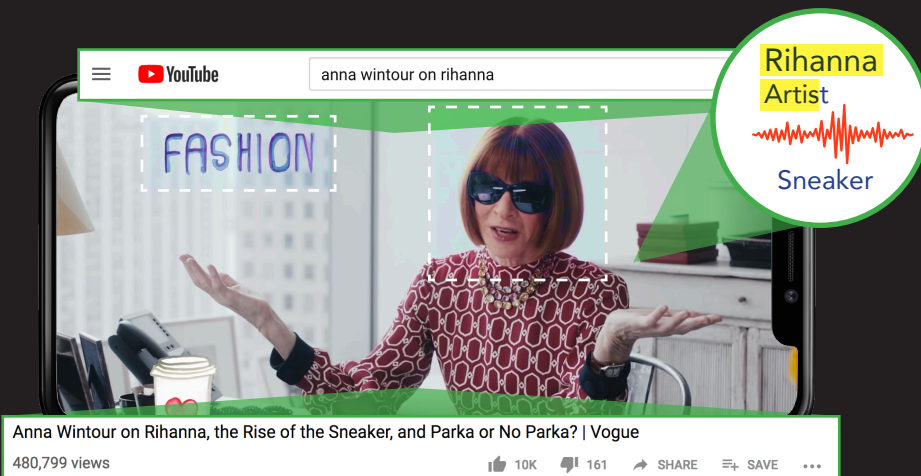 YouTube
anna wintour on rihanna
Rihanna
Artist
Sneaker
FASHION
Anna Wintour on Rihanna, the Rise of the Sneaker, and Parka or No Parka? | Vogue
480,799 views
10K 161 SHARE SAVE